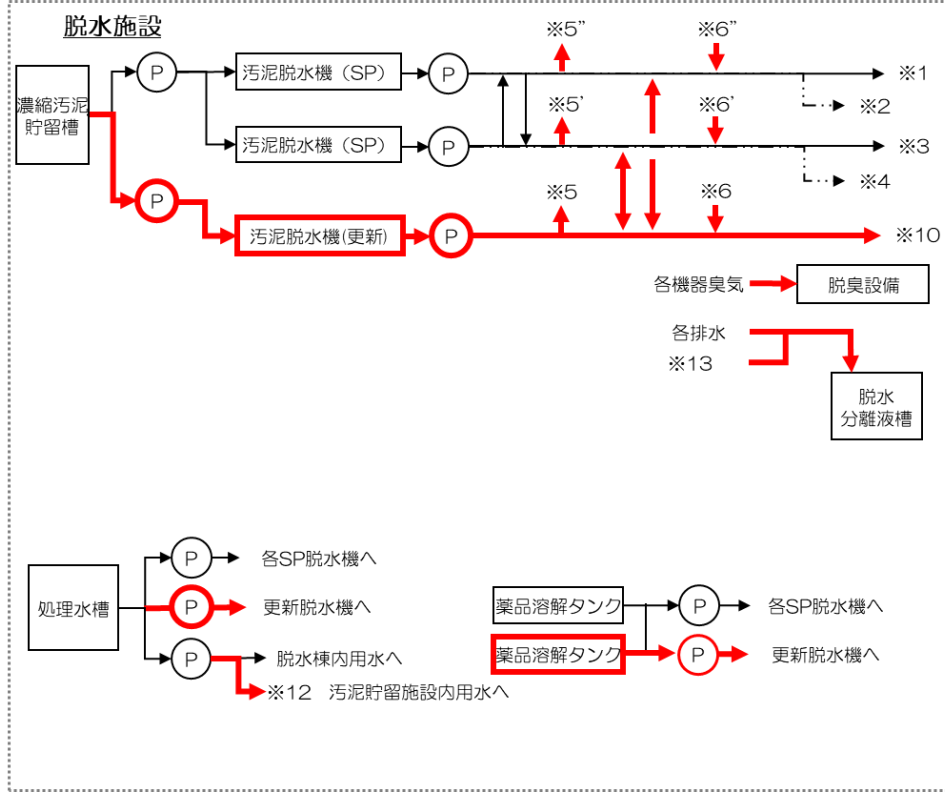 脱水施設
※5”
※6”
P
汚泥脱水機（SP）
P
※1
濃縮汚泥
貯留槽
※2
※5’
※6’
汚泥脱水機（SP）
P
※3
※4
P
※5
※6
汚泥脱水機(更新)
P
※10
各機器臭気
脱臭設備
各排水
※13
脱水
分離液槽
P
各SP脱水機へ
処理水槽
P
更新脱水機へ
P
脱水棟内用水へ
※12　汚泥貯留施設内用水へ
薬品溶解タンク
P
各SP脱水機へ
薬品溶解タンク
P
更新脱水機へ